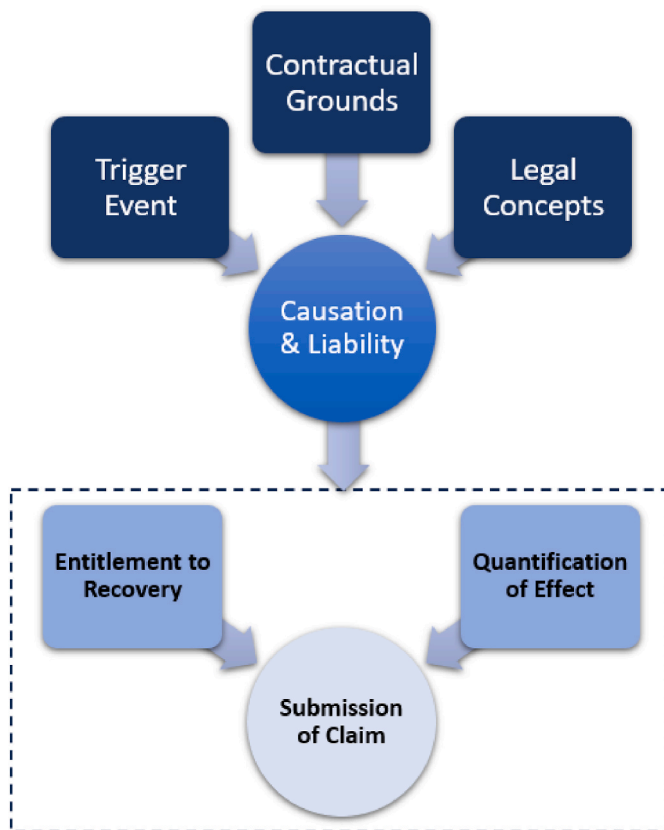 Contractual
Grounds
Trigger
Event
Legal
Concepts
Causation
& Liability
Entitlement to
Recovery
Quantification
of Effect
Submission
of Claim